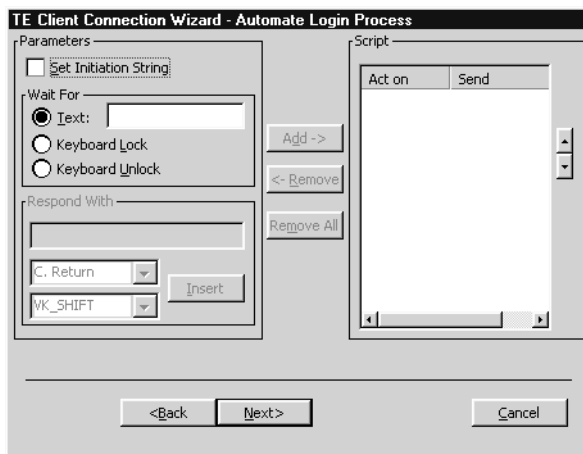 TE Client Connection Wizard - Automate Login Process
Parameters
Set Initiation String
Wait For
Text:
Keyboard Lock
Keyboard Unlock
Respond With
C. Return
VK_SHIFT
Insert
Add ->
<- Remove
Remove All
Script
Act on Send
<Back Next> Cancel